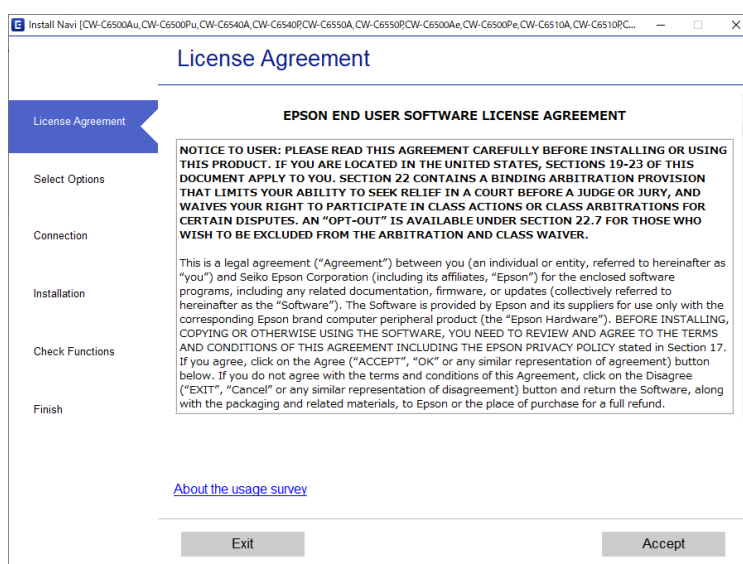 Install Navi [CW-C6500Au,CW-C6500Pu,CW-C6540A,CW-C6540P,CW-C6550A,CW-C6550P,CW-C6500Ae,CW-C6500Pe,CW-C6510A,CW-C6510P,C...
License Agreement
License Agreement
Select Options
Connection
Installation
Check Functions
Finish
EPSON END USER SOFTWARE LICENSE AGREEMENT
NOTICE TO USER: PLEASE READ THIS AGREEMENT CAREFULLY BEFORE INSTALLING OR USING
THIS PRODUCT. IF YOU ARE LOCATED IN THE UNITED STATES, SECTIONS 19-23 OF THIS
DOCUMENT APPLY TO YOU. SECTION 22 CONTAINS A BINDING ARBITRATION PROVISION
THAT LIMITS YOUR ABILITY TO SEEK RELIEF IN A COURT BEFORE A JUDGE OR JURY, AND
WAIVES YOUR RIGHT TO PARTICIPATE IN CLASS ACTIONS OR CLASS ARBITRATIONS FOR
CERTAIN DISPUTES. AN “OPT-OUT” IS AVAILABLE UNDER SECTION 22.7 FOR THOSE WHO
WISH TO BE EXCLUDED FROM THE ARBITRATION AND CLASS WAIVER.
This is a legal agreement (“Agreement”) between you (an individual or entity, referred to hereinafter as
“you”) and Seiko Epson Corporation (including its affiliates, “Epson”) for the enclosed software
programs, including any related documentation, firmware, or updates (collectively referred to
hereinafter as the “Software”). The Software is provided by Epson and its suppliers for use only with the
corresponding Epson brand computer peripheral product (the “Epson Hardware”). BEFORE INSTALLING,
COPYING OR OTHERWISE USING THE SOFTWARE, YOU NEED TO REVIEW AND AGREE TO THE TERMS
AND CONDITIONS OF THIS AGREEMENT INCLUDING THE EPSON PRIVACY POLICY stated in Section 17.
If you agree, click on the Agree (“ACCEPT”, “OK” or any similar representation of agreement) button
below. If you do not agree with the terms and conditions of this Agreement, click on the Disagree
(“EXIT”, “Cancel” or any similar representation of disagreement) button and return the Software, along
with the packaging and related materials, to Epson or the place of purchase for a full refund.
About the usage survey
Exit
Accept